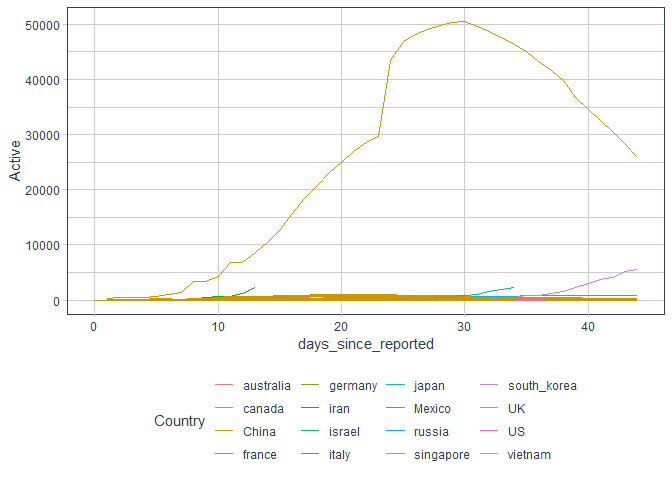 50000
40000
30000
20000
10000
0
Active
0 10 20 30 40
days_since_reported
Country
australia germany japan south_korea
canada iran Mexico UK
China israel russia US
france italy singapore vietnam